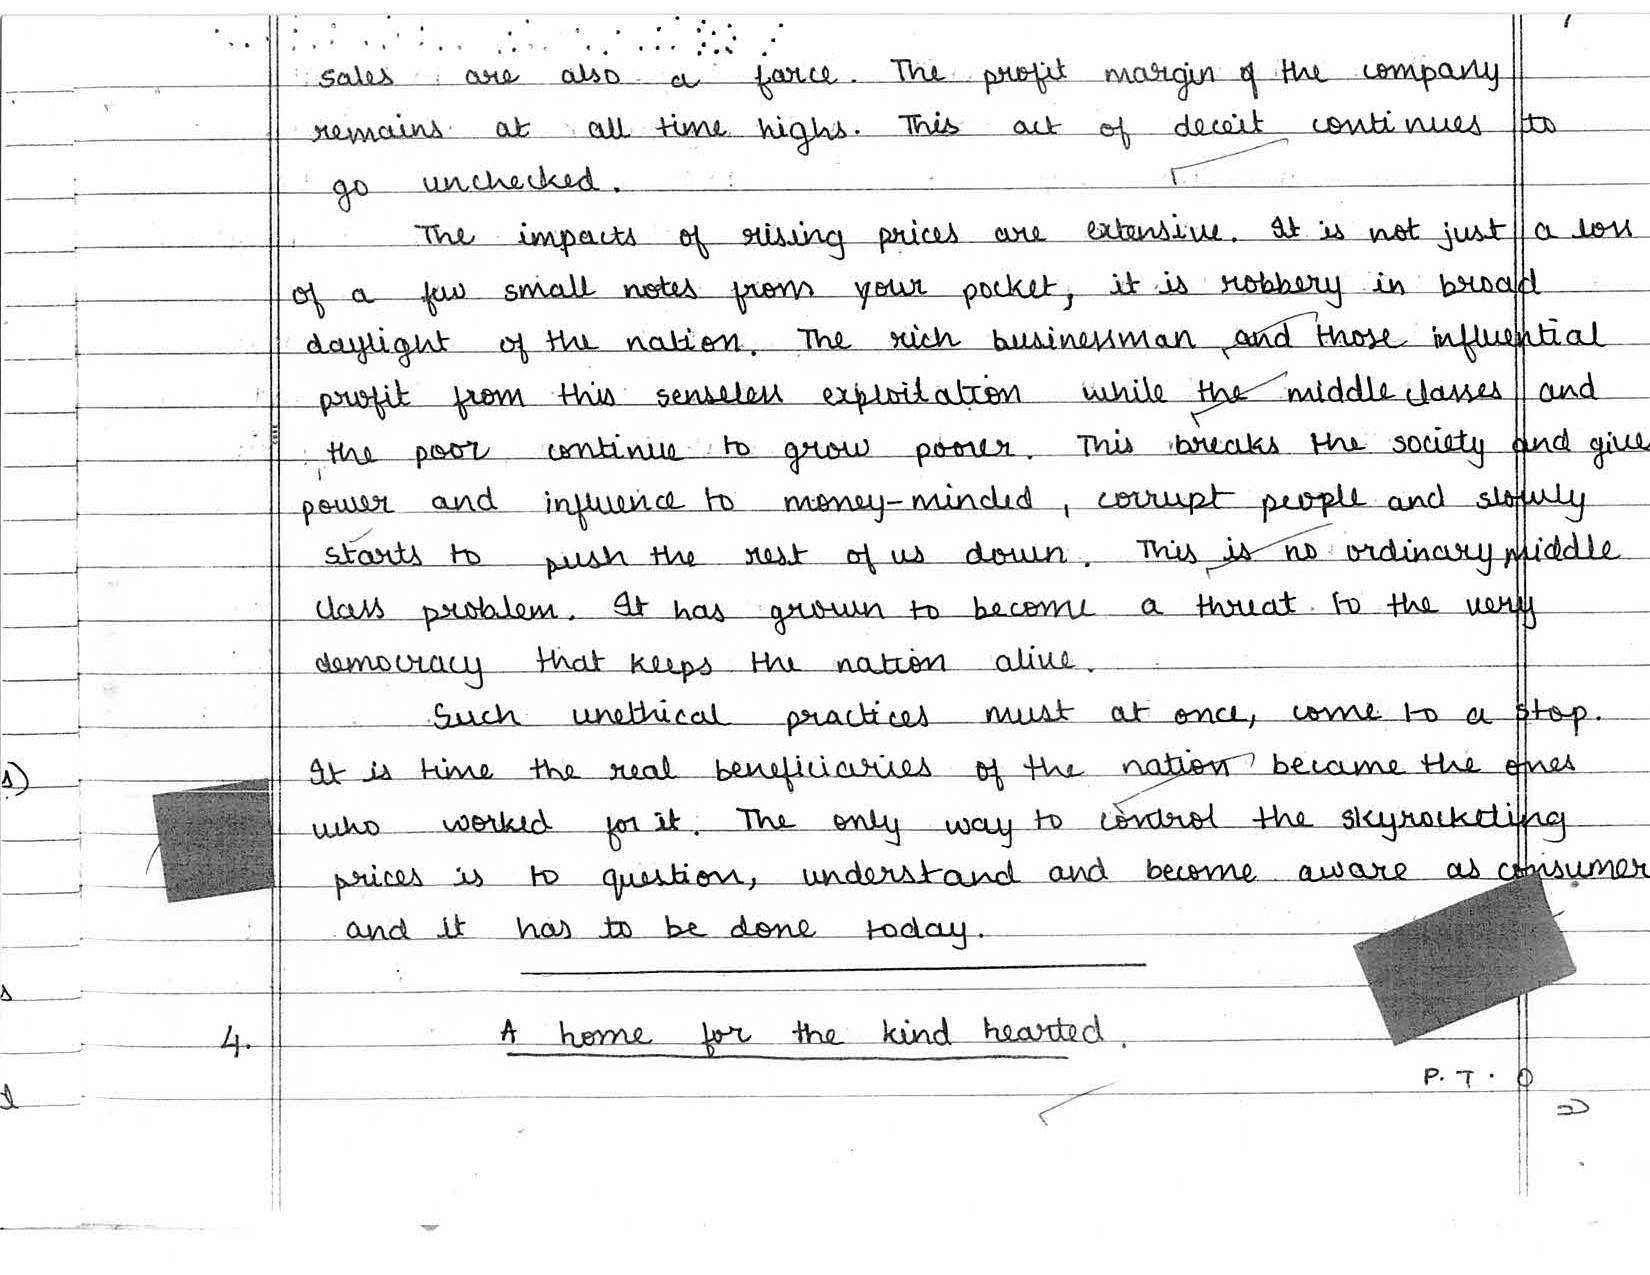 sales are also a farce. The profit margin of the company
remains at all time highs. This act of deceit continues to
go unchecked.
The impacts of rising prices are extensive. It is not just a loss
of a few small notes from your pocket, it is robbery in broad
daylight of the nation. The rich businessman and those influential
profit from this senseless exploitation while the middle classes and
the poor continue to grow poorer. This breaks the society and give
power and influence to money-minded, corrupt people and slowly
starts to push the rest of us down. This is no ordinary middle
class problem. It has grown to become a threat to the very
democracy that keeps the nation alive.
Such unethical practices must at once, come to a stop.
It is time the real beneficiaries of the nation became the ones
who worked for it. The only way to control the skyrocketing
prices is to question, understand and become aware as consumer
and it has to be done today.
4. A home for the kind hearted.
P.T.O